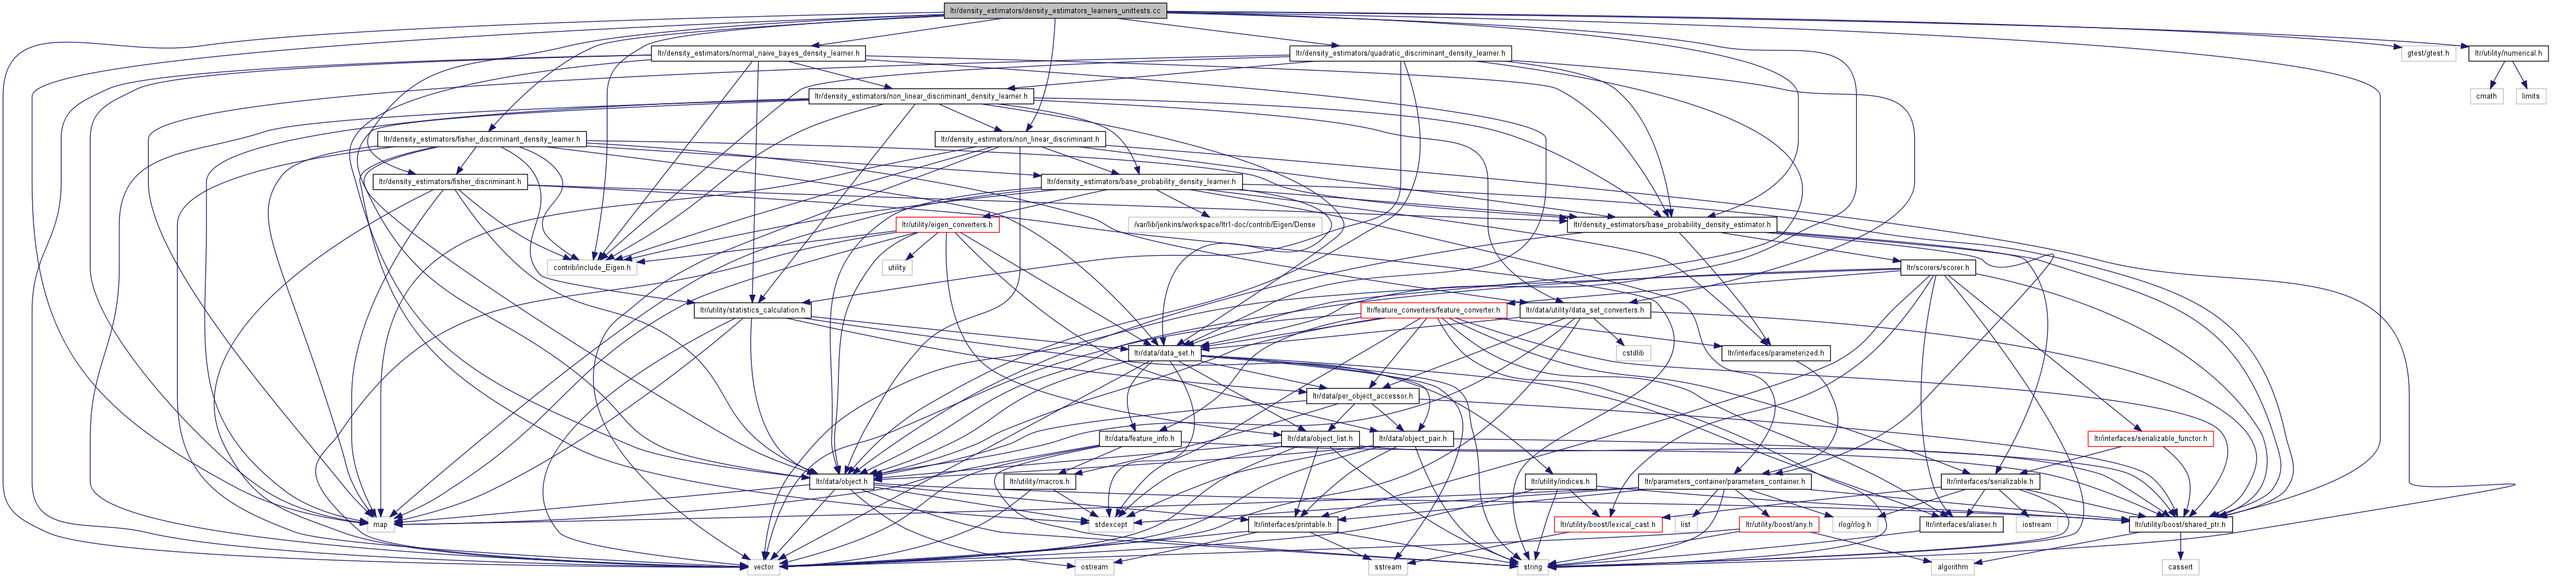 ltr/density_estimators/density_estimators_learners_unittests.cc
ltr/density_estimators/normal_naive_bayes_density_learner.h
ltr/density_estimators/quadratic_discriminant_density_learner.h
gtest/gtest.h
ltr/utility/numerical.h
ltr/density_estimators/non_linear_discriminant_density_learner.h
cmath
limits
ltr/density_estimators/fisher_discriminant_density_learner.h
ltr/density_estimators/non_linear_discriminant.h
ltr/density_estimators/fisher_discriminant.h
ltr/density_estimators/base_probability_density_learner.h
ltr/utility/eigen_converters.h
/var/lib/jenkins/workspace/ltr1-doc/contrib/Eigen/Dense
ltr/density_estimators/base_probability_density_estimator.h
contrib/include_Eigen.h
utility
ltr/scorers/scorer.h
ltr/utility/statistics_calculation.h
ltr/feature_converters/feature_converter.h
ltr/data/utility/data_set_converters.h
ltr/data/data_set.h
cstdlib
ltr/interfaces/parameterized.h
ltr/data/per_object_accessor.h
ltr/data/feature_info.h
ltr/data/object_list.h
ltr/data/object_pair.h
ltr/interfaces/serializable_functor.h
ltr/data/object.h
ltr/utility/macros.h
ltr/utility/indices.h
ltr/parameters_container/parameters_container.h
ltr/interfaces/serializable.h
map
stdexcept
ltr/interfaces/printable.h
ltr/utility/boost/lexical_cast.h
list
ltr/utility/boost/any.h
rlog/rlog.h
ltr/interfaces/aliaser.h
iostream
ltr/utility/boost/shared_ptr.h
vector
ostream
sstream
string
algorithm
cassert